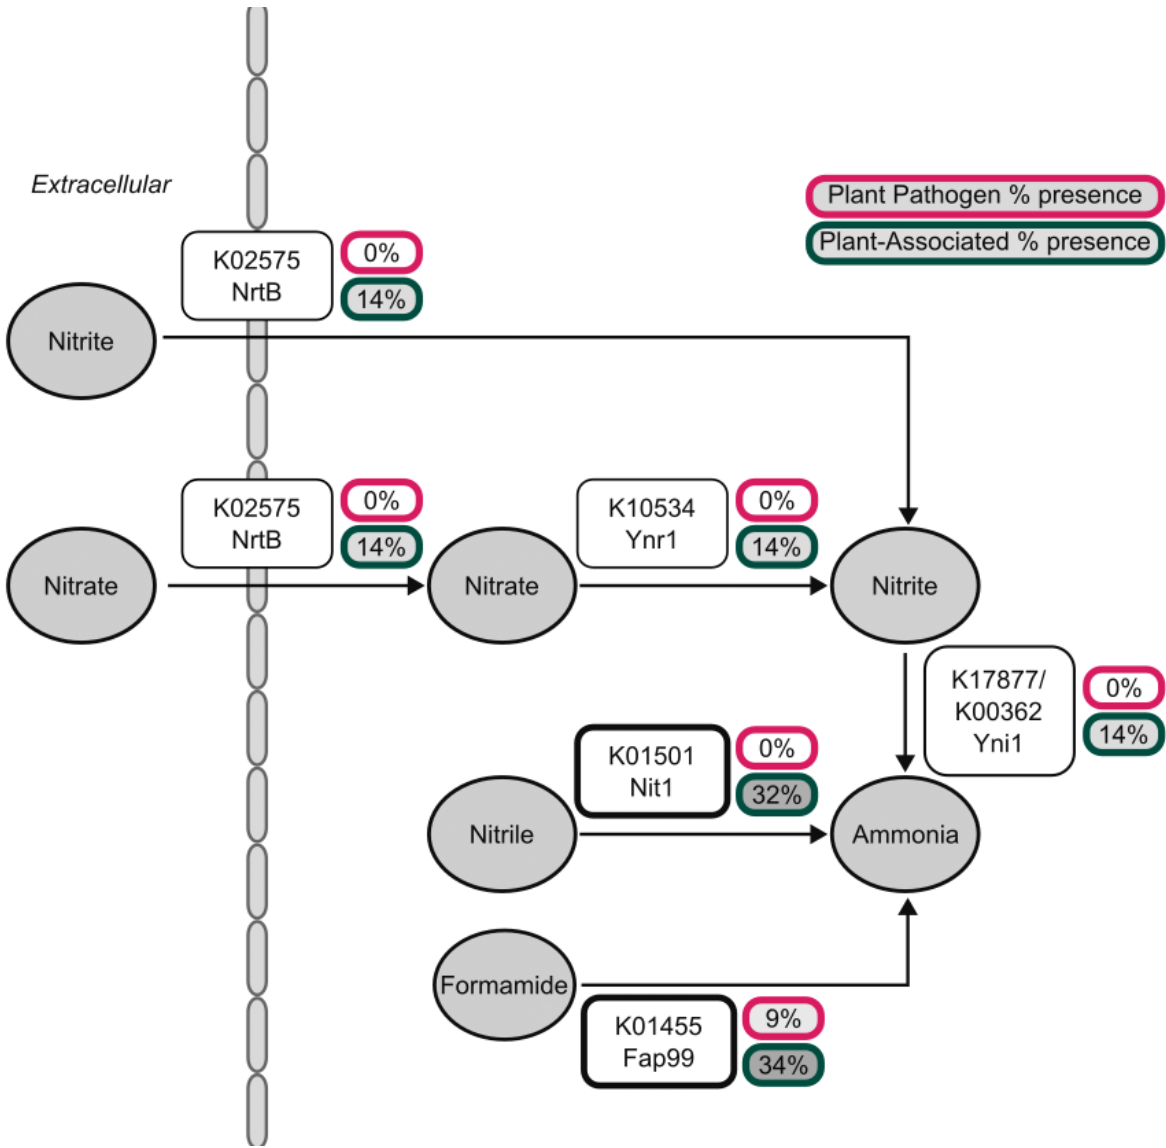 Extracellular
Plant Pathogen % presence
Plant-Associated % presence
K02575
NrtB
0%
14%
Nitrite
K02575
NrtB
0%
14%
K10534
Ynr1
0%
14%
Nitrate
Nitrate
Nitrite
K17877/
K00362
Yni1
0%
14%
K01501
Nit1
0%
32%
Nitrile
Ammonia
Formamide
K01455
Fap99
9%
34%